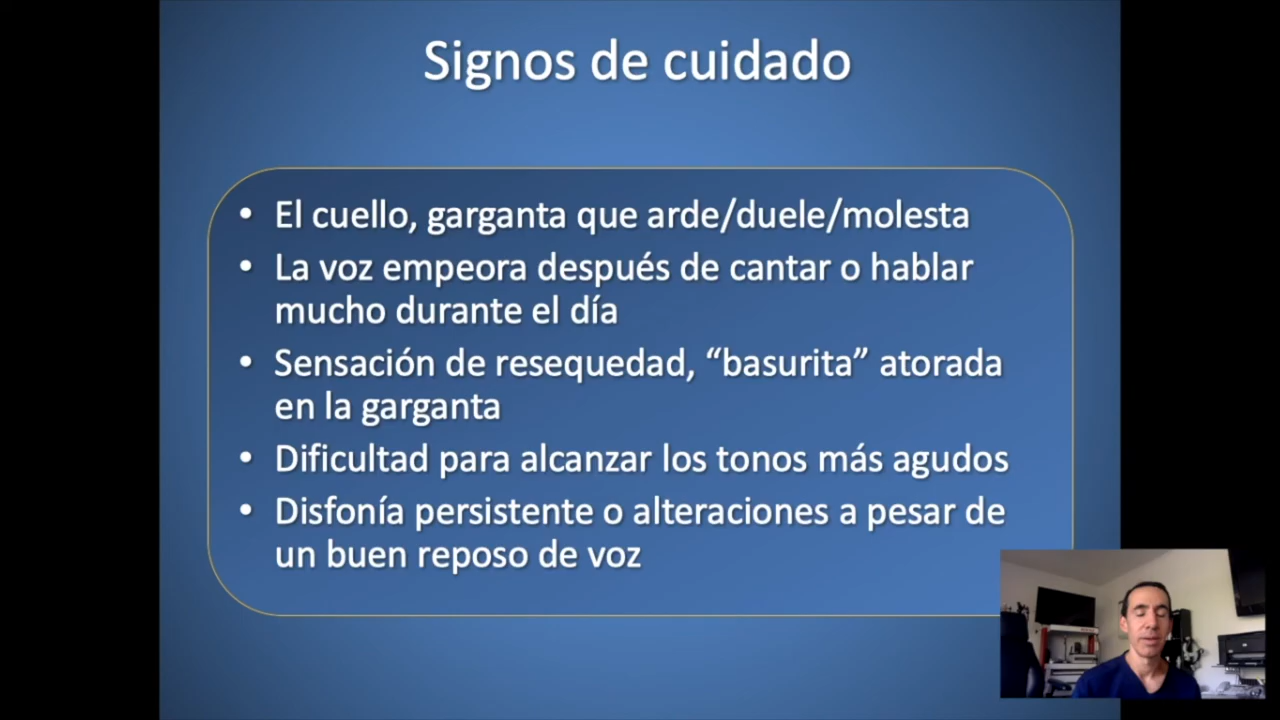 Signos de cuidado
• El cuello, garganta que arde/duele/molesta
• La voz empeora después de cantar o hablar
mucho durante el día
• Sensación de resequedad, “basurita” atorada
en la garganta
• Dificultad para alcanzar los tonos más agudos
• Disfonía persistente o alteraciones a pesar de
un buen reposo de voz